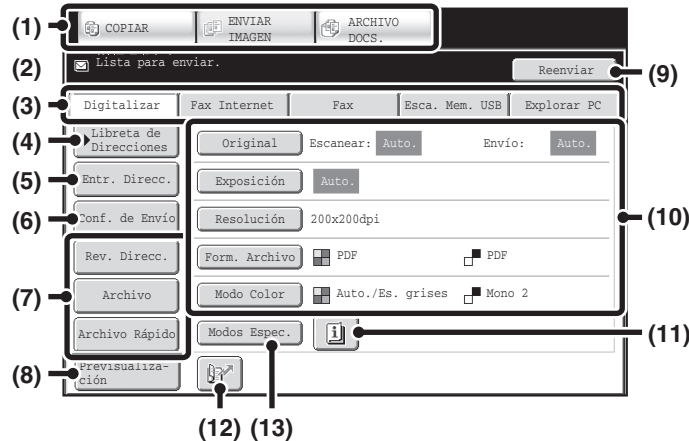 (1) COPIAR ENVIAR IMAGEN ARCHIVO DOCS.
(2) Lista para enviar. Reenviar (9)
(3) Digitalizar Fax Internet Fax Esca. Mem. USB Explorar PC
(4) Libreta de Direcciones Original Escanear: Auto. Envío: Auto.
(5) Entr. Direcc. Exposición Auto.
(6) Conf. de Envío Resolución 200x200dpi (10)
Rev. Direcc. Form. Archivo PDF PDF
(7) Archivo Modo Color Auto./Es. grises Mono 2
Archivo Rápido Modos Espec. (11)
(8) Previsualiza-
ción
(12) (13)